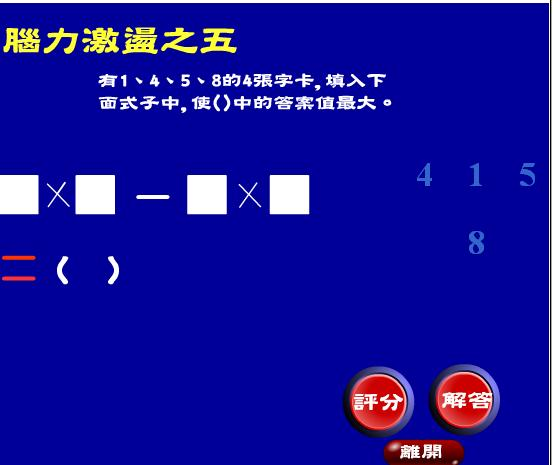 腦力激盪之五
有1、4、5、8的4張字卡,填入下
面式子中,使()中的答案值最大。
× — ×
4 1 5
8
= ( )
評分 解答
離開